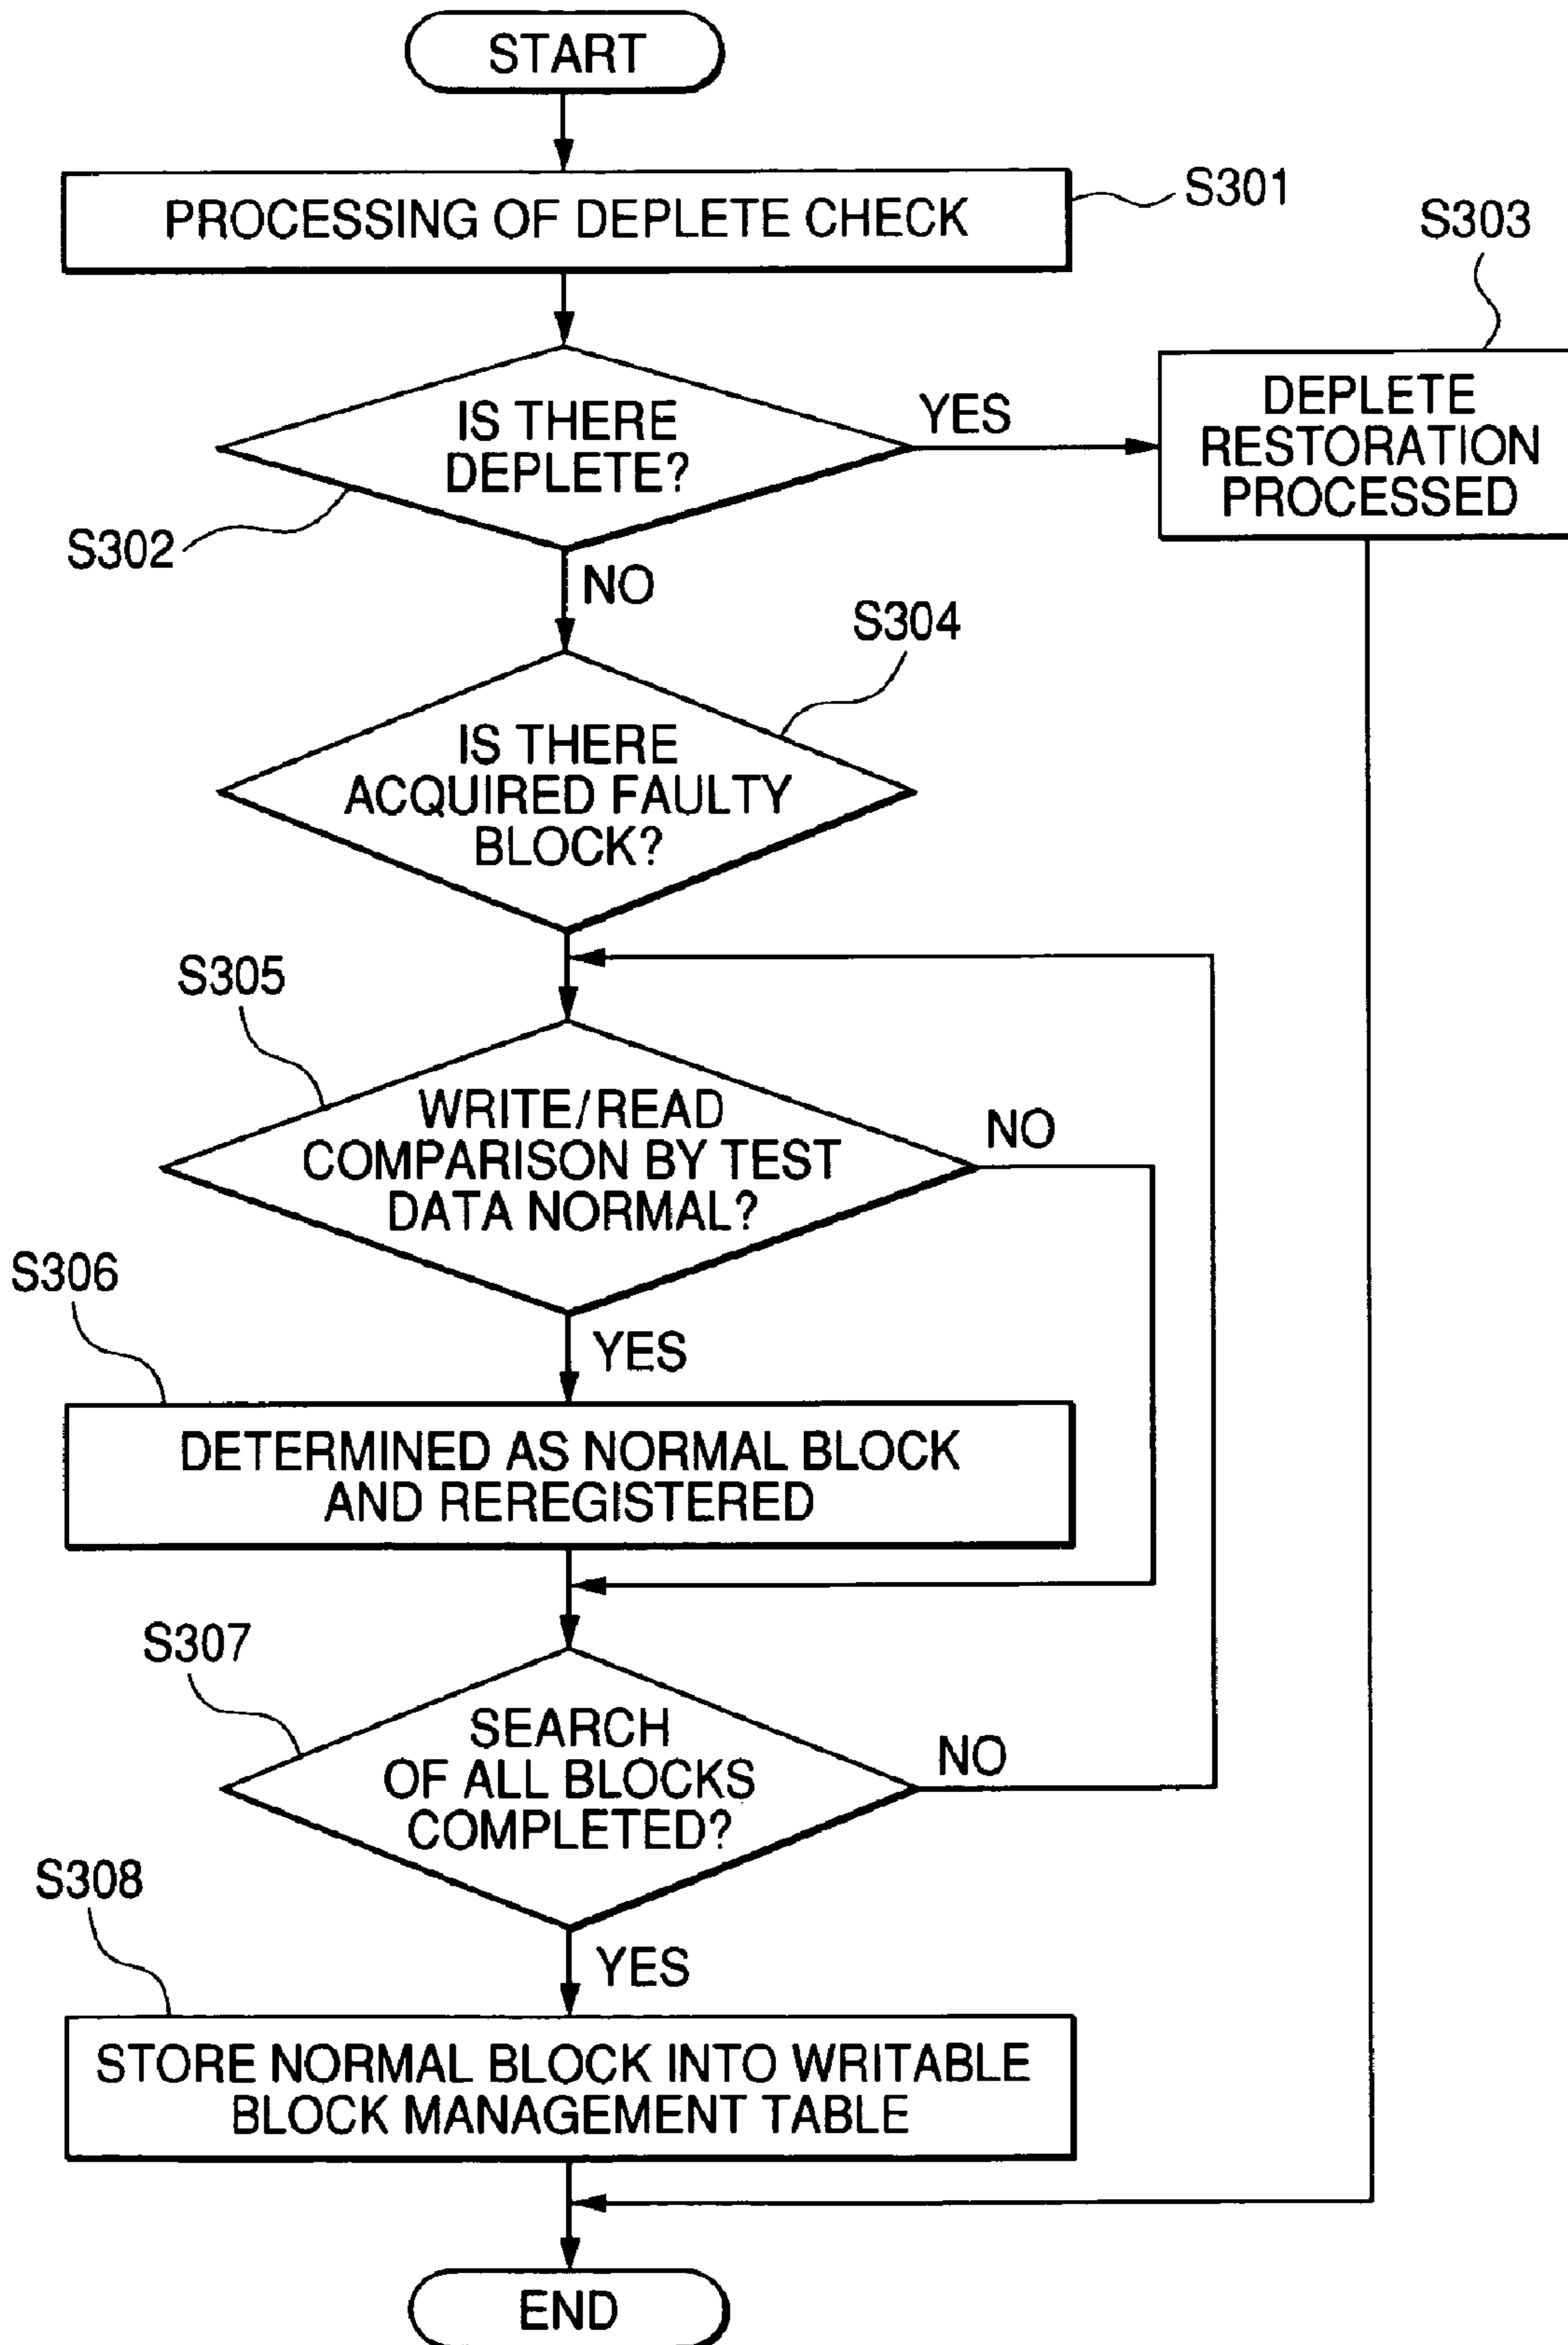 START
PROCESSING OF DEPLETE CHECK
S301
S303
IS THERE
DEPLETE?
YES
DEPLETE
RESTORATION
PROCESSED
S302
NO
S304
IS THERE
ACQUIRED FAULTY
BLOCK?
S305
WRITE/READ
COMPARISON BY TEST
DATA NORMAL?
NO
S306
YES
DETERMINED AS NORMAL BLOCK
AND REREGISTERED
S307
SEARCH
OF ALL BLOCKS
COMPLETED?
NO
S308
YES
STORE NORMAL BLOCK INTO WRITABLE
BLOCK MANAGEMENT TABLE
END